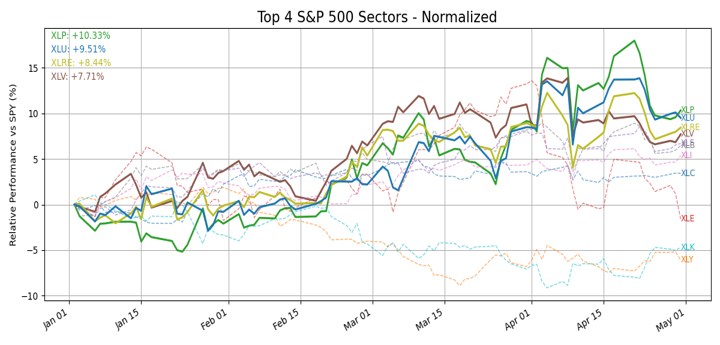 Top 4 S&P 500 Sectors - Normalized
XLP: +10.33%
XLU: +9.51%
XLRE: +8.44%
XLV: +7.71%
Relative Performance vs SPY (%)
15
10
5
0
−5
−10
XLP
XLU
XLV
XLI
XLC
XLE
XLK
XLY
Jan 01
Jan 15
Feb 01
Feb 15
Mar 01
Mar 15
Apr 01
Apr 15
May 01